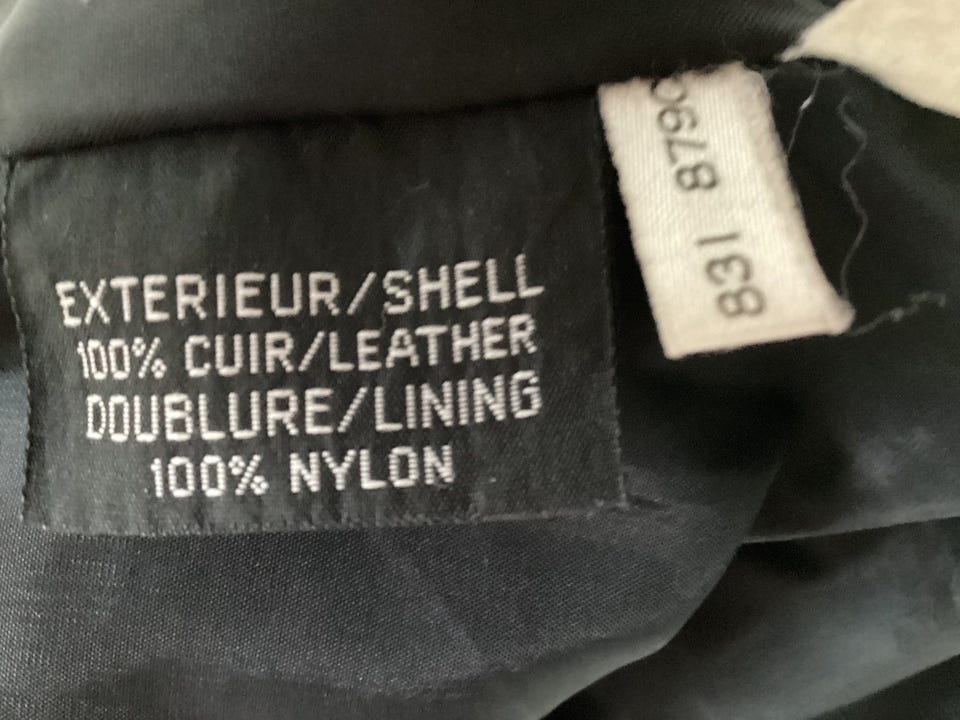 EXTERIEUR/SHELL
100% CUIR/LEATHER
DOUBLURE/LINING
100% NYLON
831 8790